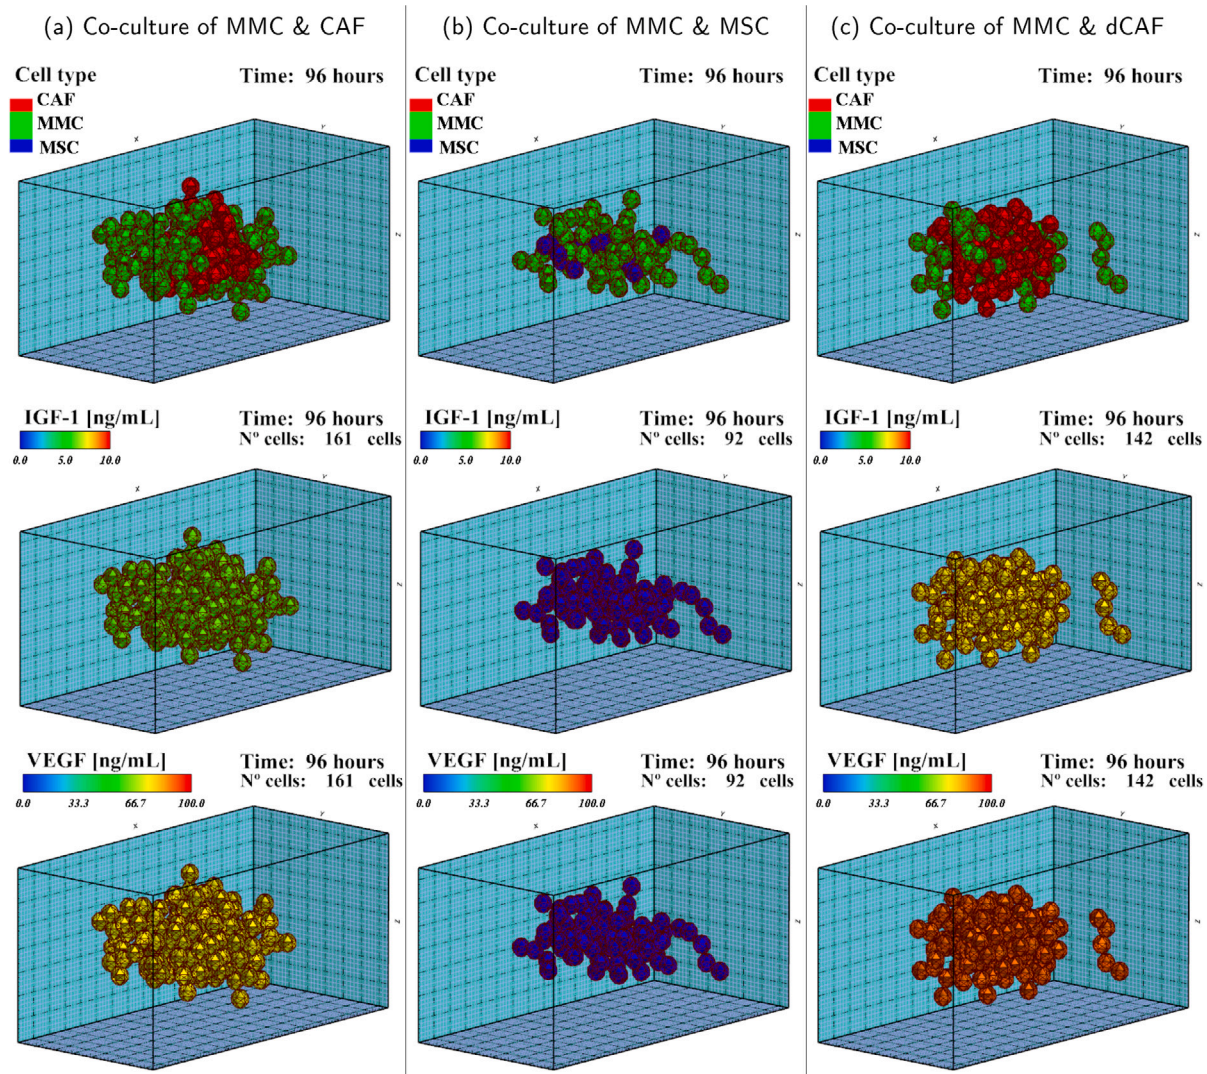 (a) Co-culture of MMC & CAF
(b) Co-culture of MMC & MSC
(c) Co-culture of MMC & dCAF
Cell type
Time: 96 hours
CAF
MMC
MSC
X
Y
Z
Cell type
Time: 96 hours
CAF
MMC
MSC
X
Y
Z
Cell type
Time: 96 hours
CAF
MMC
MSC
X
Y
Z
IGF-1 [ng/mL]
Time: 96 hours
Nº cells: 161 cells
0.0 5.0 10.0
X
Y
Z
IGF-1 [ng/mL]
Time: 96 hours
Nº cells: 92 cells
0.0 5.0 10.0
X
Y
Z
IGF-1 [ng/mL]
Time: 96 hours
Nº cells: 142 cells
0.0 5.0 10.0
X
Y
Z
VEGF [ng/mL]
Time: 96 hours
Nº cells: 161 cells
0.0 33.3 66.7 100.0
X
Y
Z
VEGF [ng/mL]
Time: 96 hours
Nº cells: 92 cells
0.0 33.3 66.7 100.0
X
Y
Z
VEGF [ng/mL]
Time: 96 hours
Nº cells: 142 cells
0.0 33.3 66.7 100.0
X
Y
Z